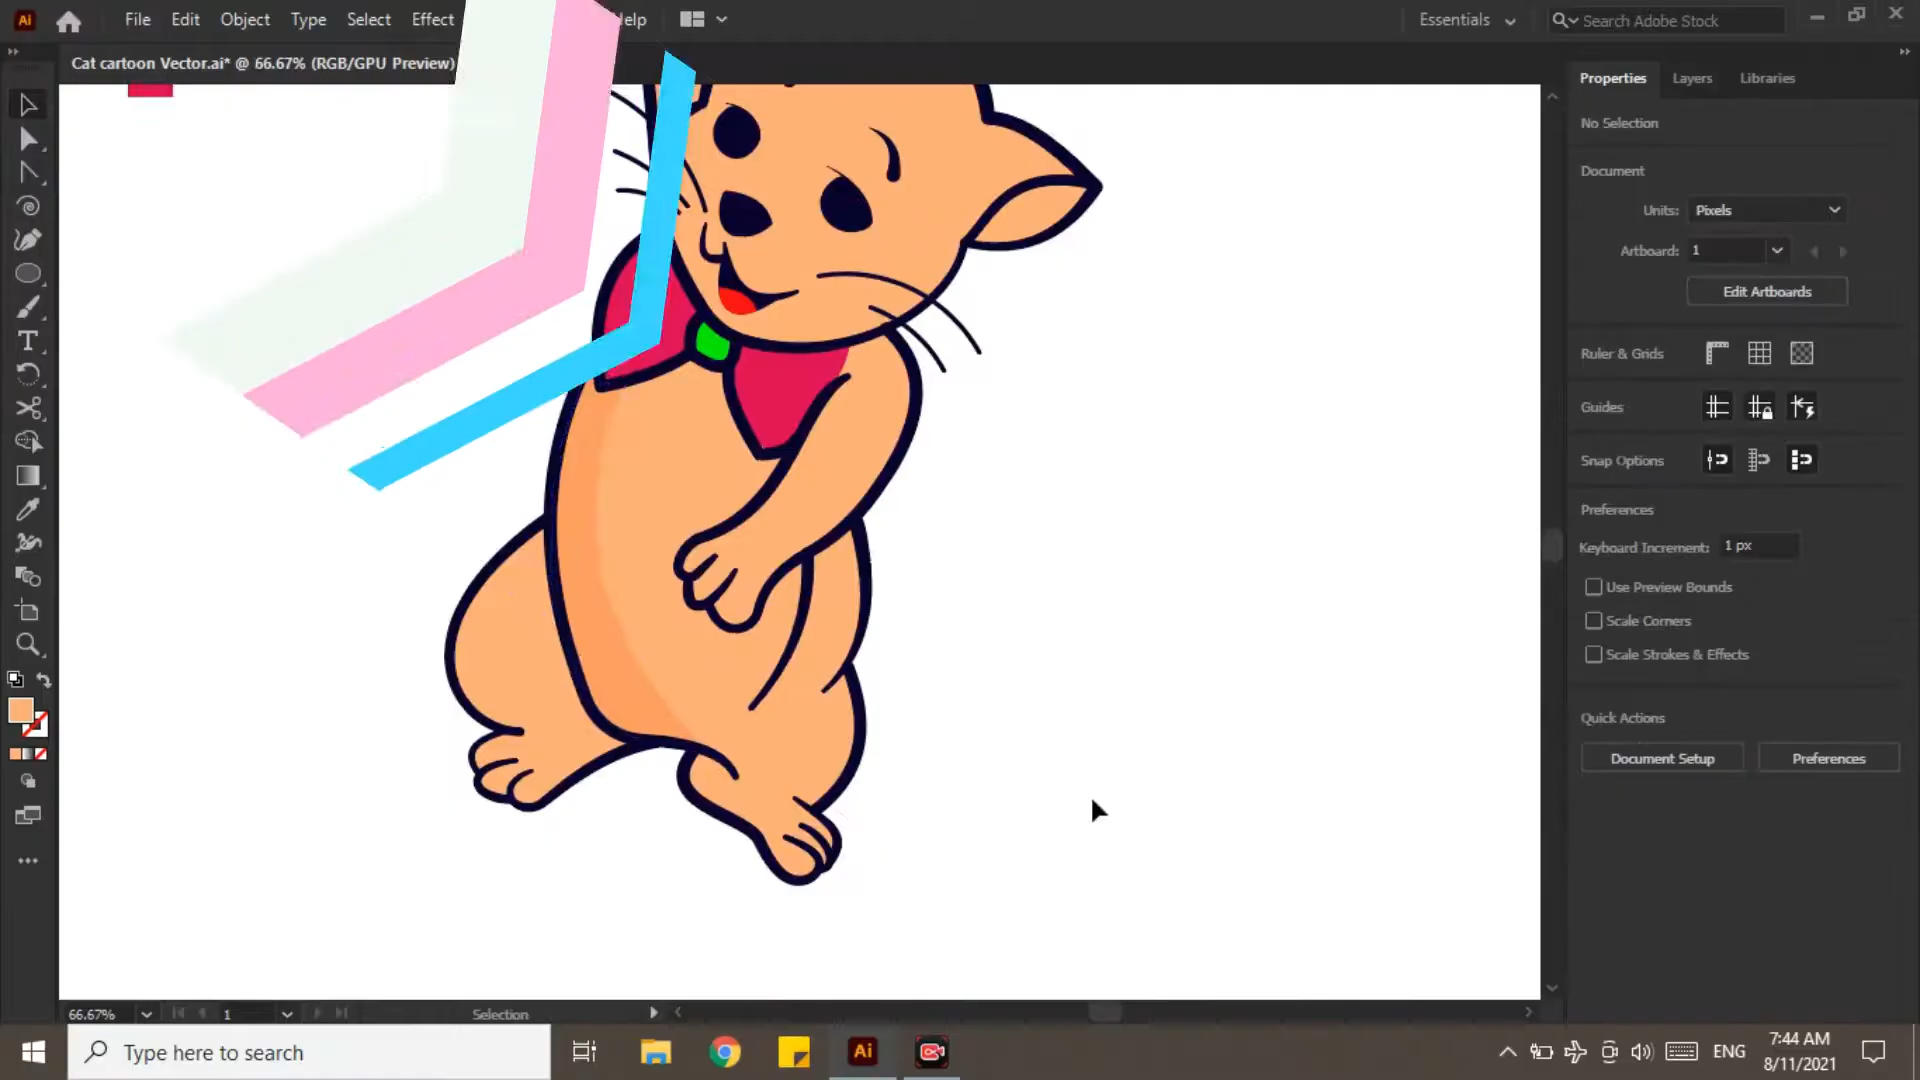 Ai File Edit Object Type Select Effect Help Essentials Search Adobe Stock
Cat cartoon Vector.ai* @ 66.67% (RGB/GPU Preview)
Properties Layers Libraries
No Selection
Document
Units: Pixels
Artboard: 1
Edit Artboards
Ruler & Grids
Guides
Snap Options
Preferences
Keyboard Increment: 1 px
Use Preview Bounds
Scale Corners
Scale Strokes & Effects
Quick Actions
Document Setup Preferences
66.67% 1 Selection
Type here to search Ai ENG 7:44 AM
8/11/2021